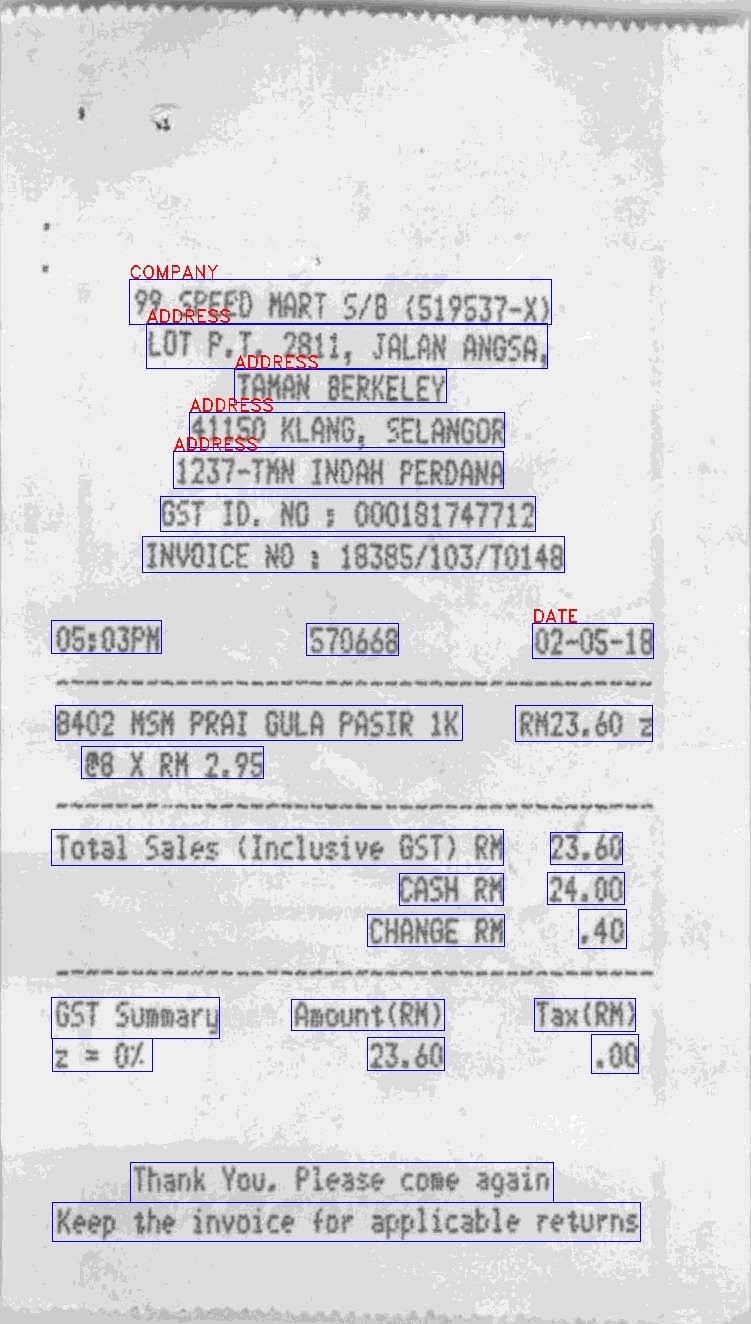 COMPANY
99 SPEED MART S/B (519537-X)
ADDRESS
LOT P.T. 2811, JALAN ANGSA,
ADDRESS
TAMAN BERKELEY
ADDRESS
41150 KLANG, SELANGOR
ADDRESS
1237-TMN INDAH PERDANA
GST ID. NO : 000181747712
INVOICE NO : 18385/103/T0148
DATE
05:03PM 570668 02-05-18
8402 MSM PRAI GULA PASIR 1K RM23.60 z
@8 X RM 2.95
Total Sales (Inclusive GST) RM 23.60
CASH RM 24.00
CHANGE RM .40
GST Summary Amount(RM) Tax(RM)
z = 0% 23.60 .00
Thank You. Please come again
Keep the invoice for applicable returns